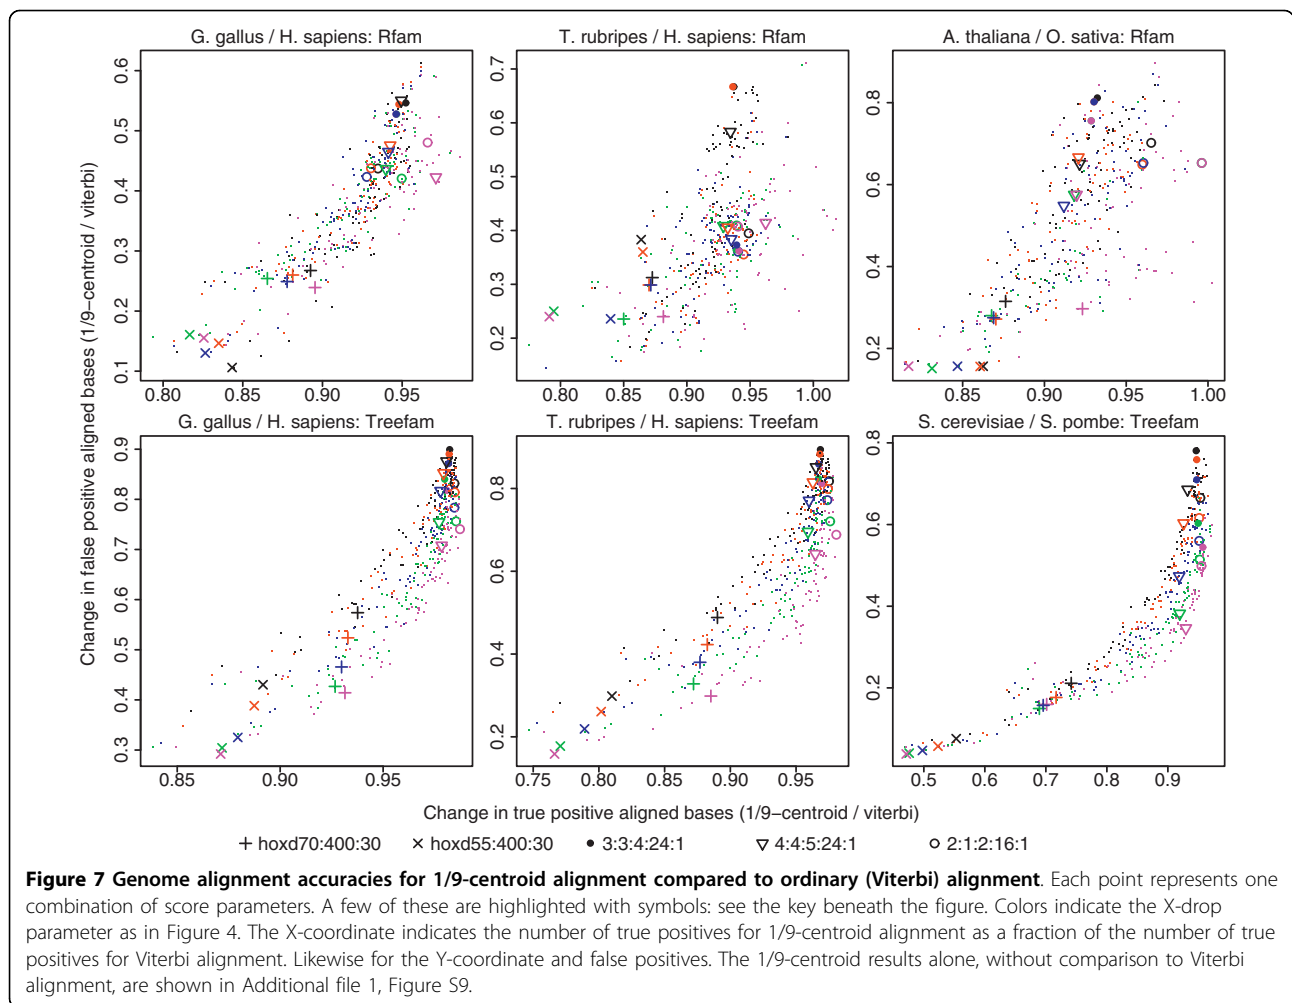 G. gallus / H. sapiens: Rfam
T. rubripes / H. sapiens: Rfam
A. thaliana / O. sativa: Rfam
0.6
0.5
0.4
0.3
0.2
0.1
0.80 0.85 0.90 0.95
0.7
0.6
0.5
0.4
0.3
0.2
0.80 0.85 0.90 0.95 1.00
0.8
0.6
0.4
0.2
0.85 0.90 0.95 1.00
G. gallus / H. sapiens: Treefam
T. rubripes / H. sapiens: Treefam
S. cerevisiae / S. pombe: Treefam
0.9
0.8
0.7
0.6
0.5
0.4
0.3
0.85 0.90 0.95
0.8
0.6
0.4
0.2
0.75 0.80 0.85 0.90 0.95
0.8
0.6
0.4
0.2
0.5 0.6 0.7 0.8 0.9
Change in false positive aligned bases (1/9−centroid / viterbi)
Change in true positive aligned bases (1/9−centroid / viterbi)
+ hoxd70:400:30 × hoxd55:400:30 ● 3:3:4:24:1 ▽ 4:4:5:24:1 ○ 2:1:2:16:1
Figure 7 Genome alignment accuracies for 1/9-centroid alignment compared to ordinary (Viterbi) alignment. Each point represents one
combination of score parameters. A few of these are highlighted with symbols: see the key beneath the figure. Colors indicate the X-drop
parameter as in Figure 4. The X-coordinate indicates the number of true positives for 1/9-centroid alignment as a fraction of the number of true
positives for Viterbi alignment. Likewise for the Y-coordinate and false positives. The 1/9-centroid results alone, without comparison to Viterbi
alignment, are shown in Additional file 1, Figure S9.